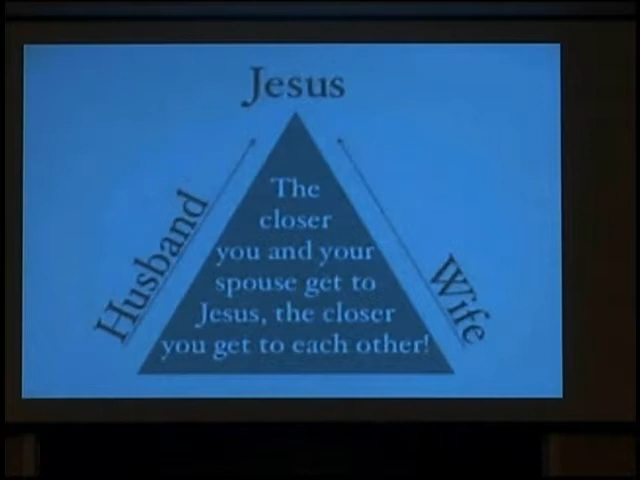 Jesus
Husband
Wife
The
closer
you and your
spouse get to
Jesus, the closer
you get to each other!